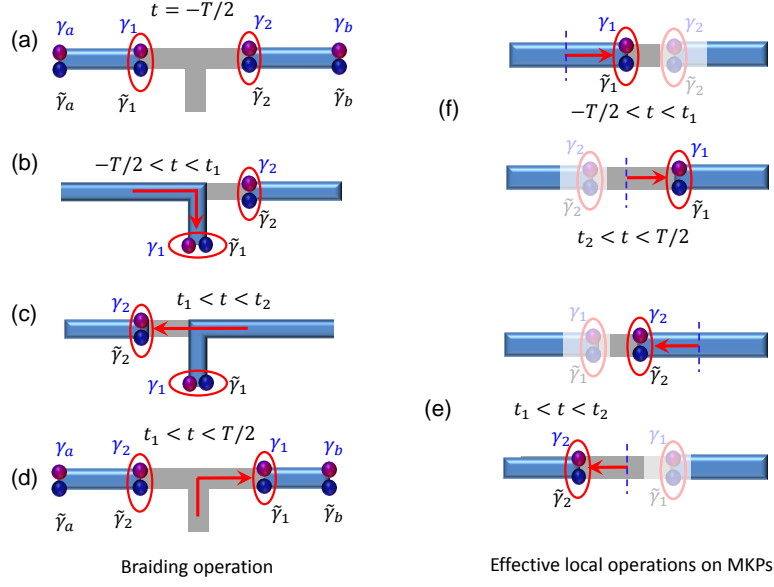 (a)
t = −T/2
γa γ1 γ2 γb
γ̃a γ̃1 γ̃2 γ̃b
(b)
−T/2 < t < t1
γ2
γ̃2
γ1 γ̃1
(c)
γ2
t1 < t < t2
γ̃2
γ1 γ̃1
(d)
t1 < t < T/2
γa γ2 γ1 γb
γ̃a γ̃2 γ̃1 γ̃b
Braiding operation
(f)
γ1 γ2
γ̃1 γ̃2
−T/2 < t < t1
γ2 γ1
γ̃2 γ̃1
t2 < t < T/2
(e)
γ1 γ2
γ̃1 γ̃2
t1 < t < t2
γ2 γ1
γ̃2 γ̃1
Effective local operations on MKPs